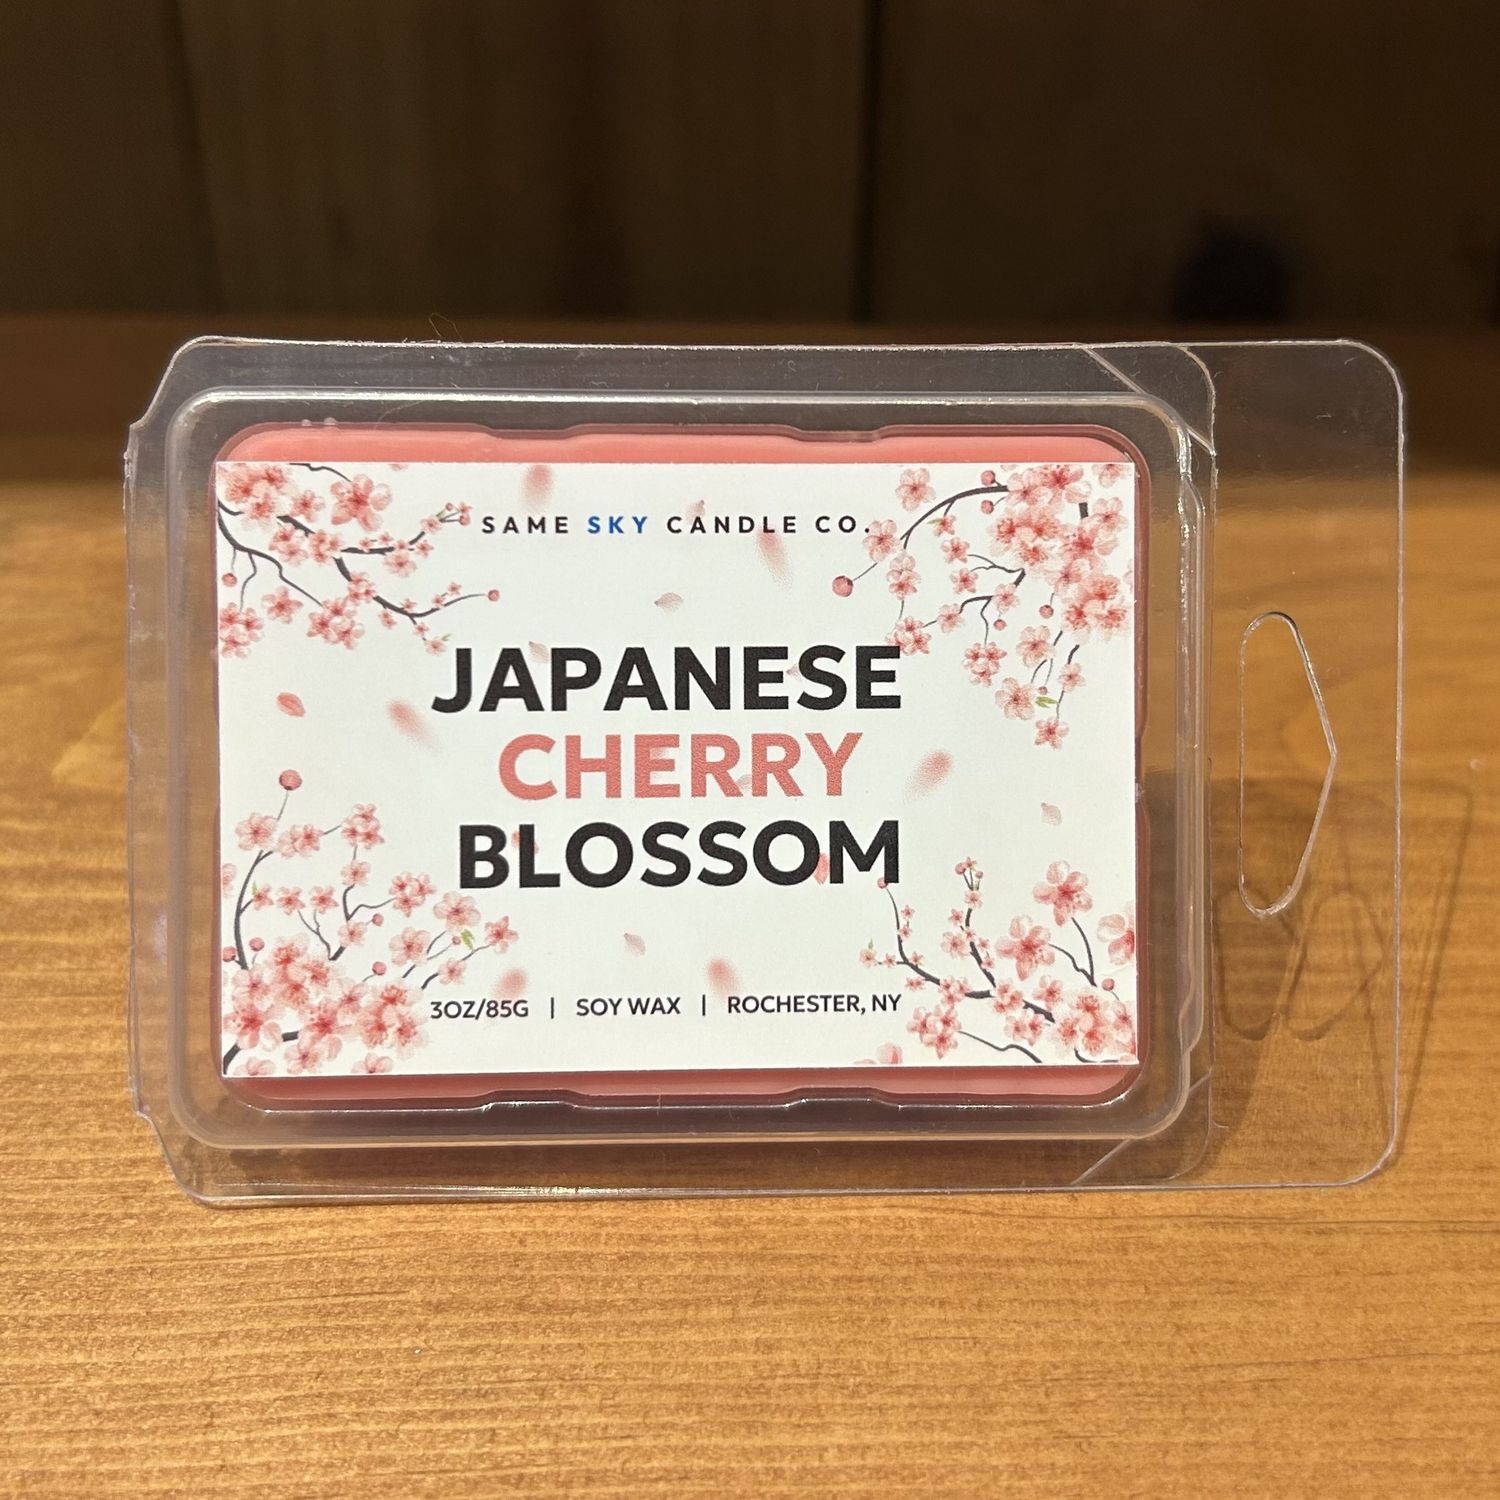 SAME SKY CANDLE CO.
JAPANESE
CHERRY
BLOSSOM
3OZ/85G | SOY WAX | ROCHESTER, NY